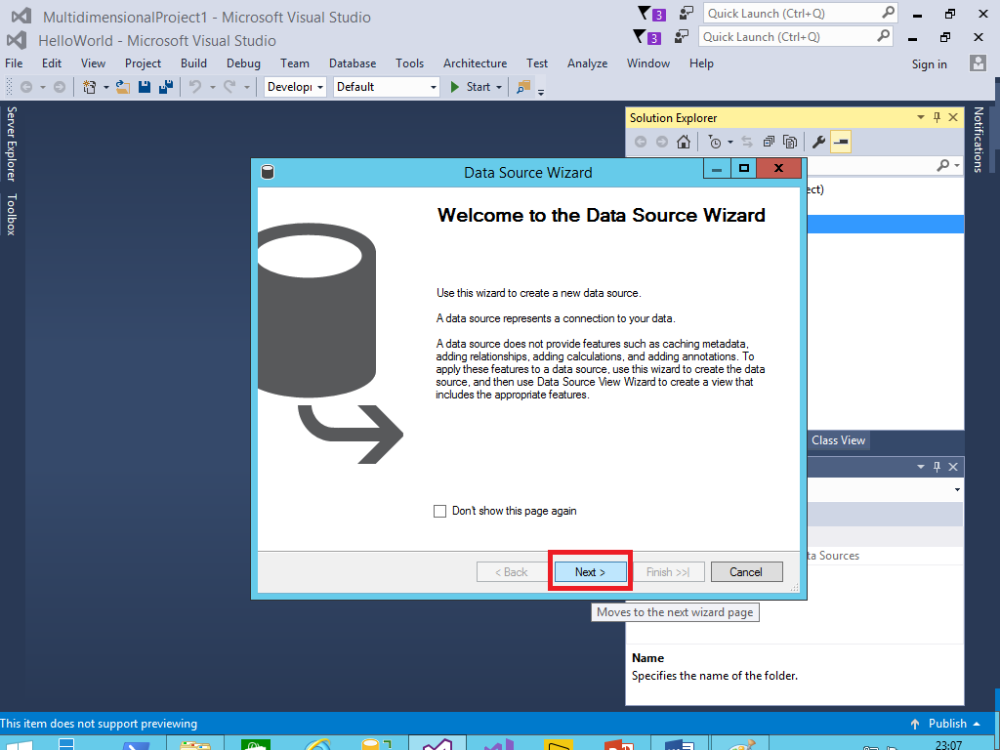 MultidimensionalProject1 - Microsoft Visual Studio
3
Quick Launch (Ctrl+Q)
HelloWorld - Microsoft Visual Studio
3
Quick Launch (Ctrl+Q)
File Edit View Project Build Debug Team Database Tools Architecture Test Analyze Window Help Sign in
Default Start
Server Explorer
Toolbox
Solution Explorer
Notifications
Data Source Wizard
Welcome to the Data Source Wizard
Use this wizard to create a new data source.
A data source represents a connection to your data.
A data source does not provide features such as caching metadata,
adding relationships, adding calculations, and adding annotations. To
apply these features to a data source, use this wizard to create the data
source, and then use Data Source View Wizard to create a view that
includes the appropriate features.
Don't show this page again
< Back Next > Finish >>| Cancel
Moves to the next wizard page
Class View
Sources
Name
Specifies the name of the folder.
This item does not support previewing
Publish
23:07